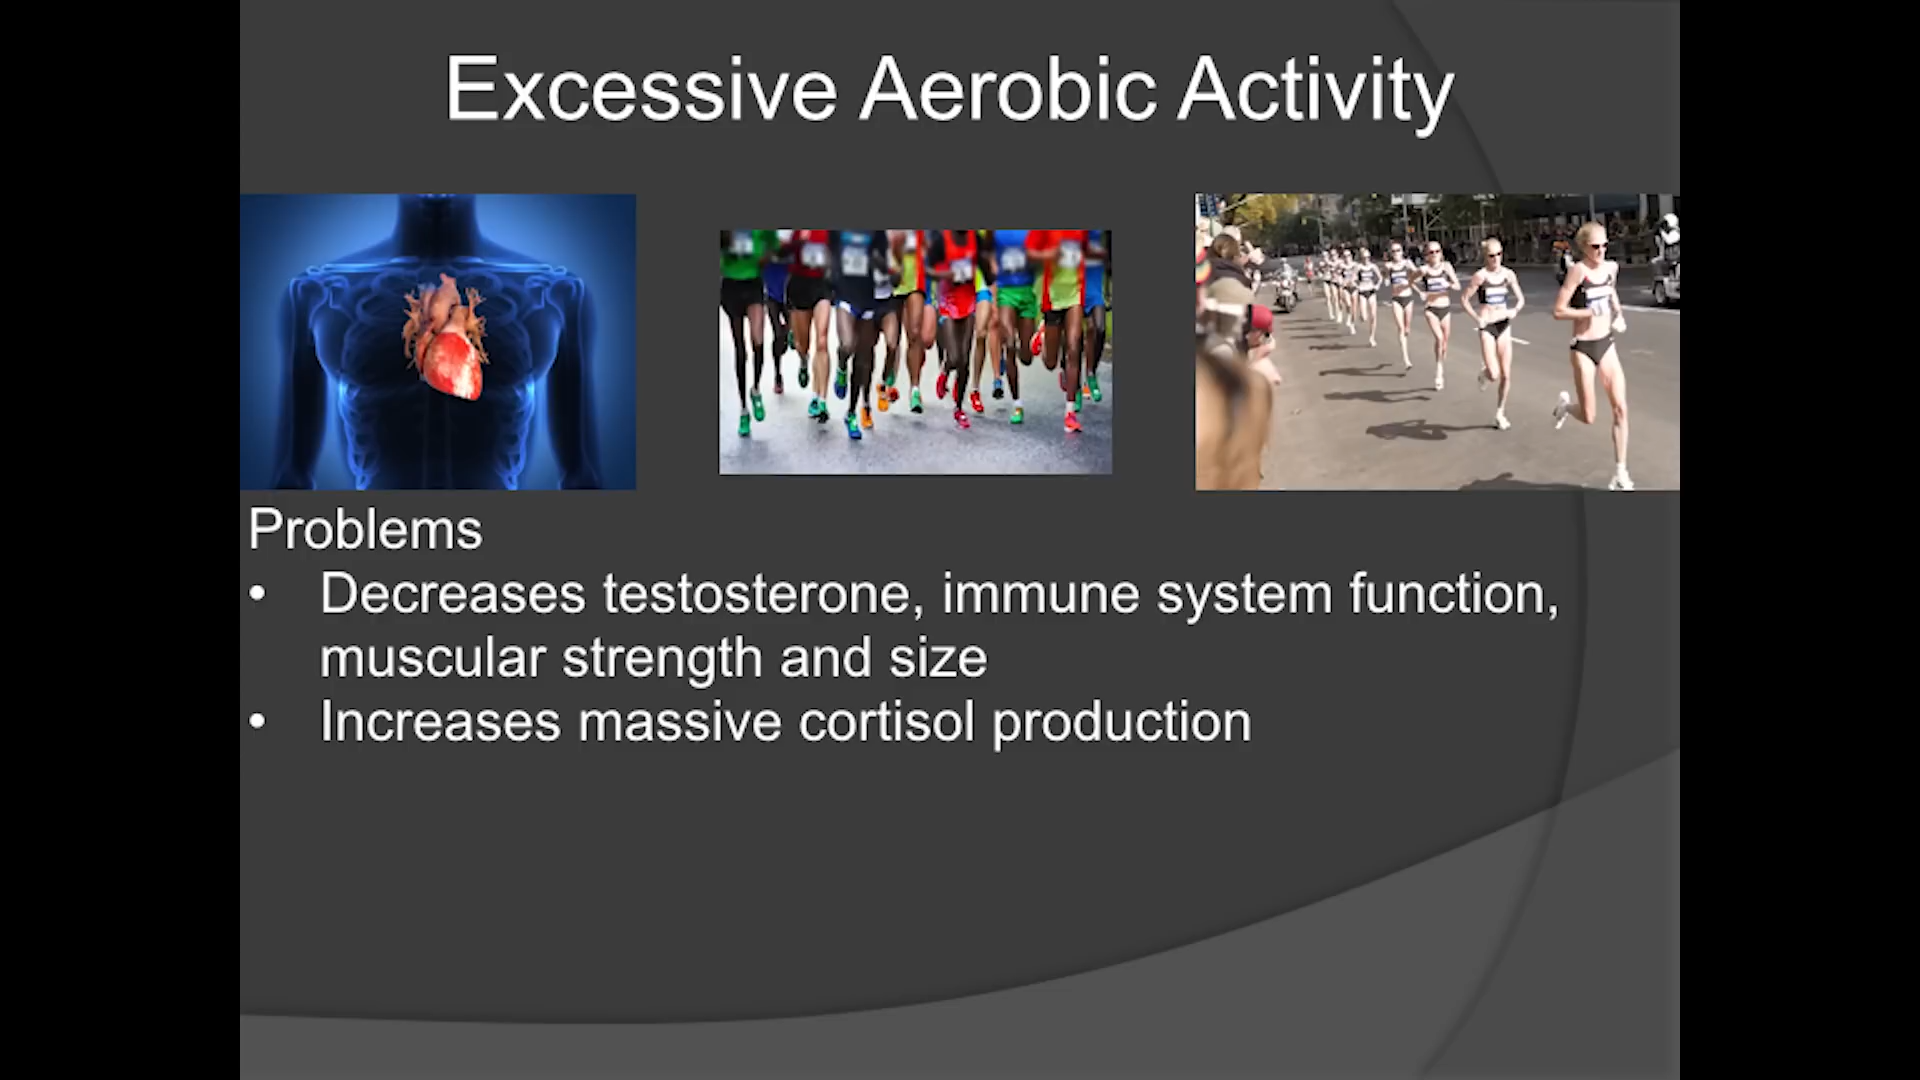 Excessive Aerobic Activity
Problems
• Decreases testosterone, immune system function,
muscular strength and size
• Increases massive cortisol production